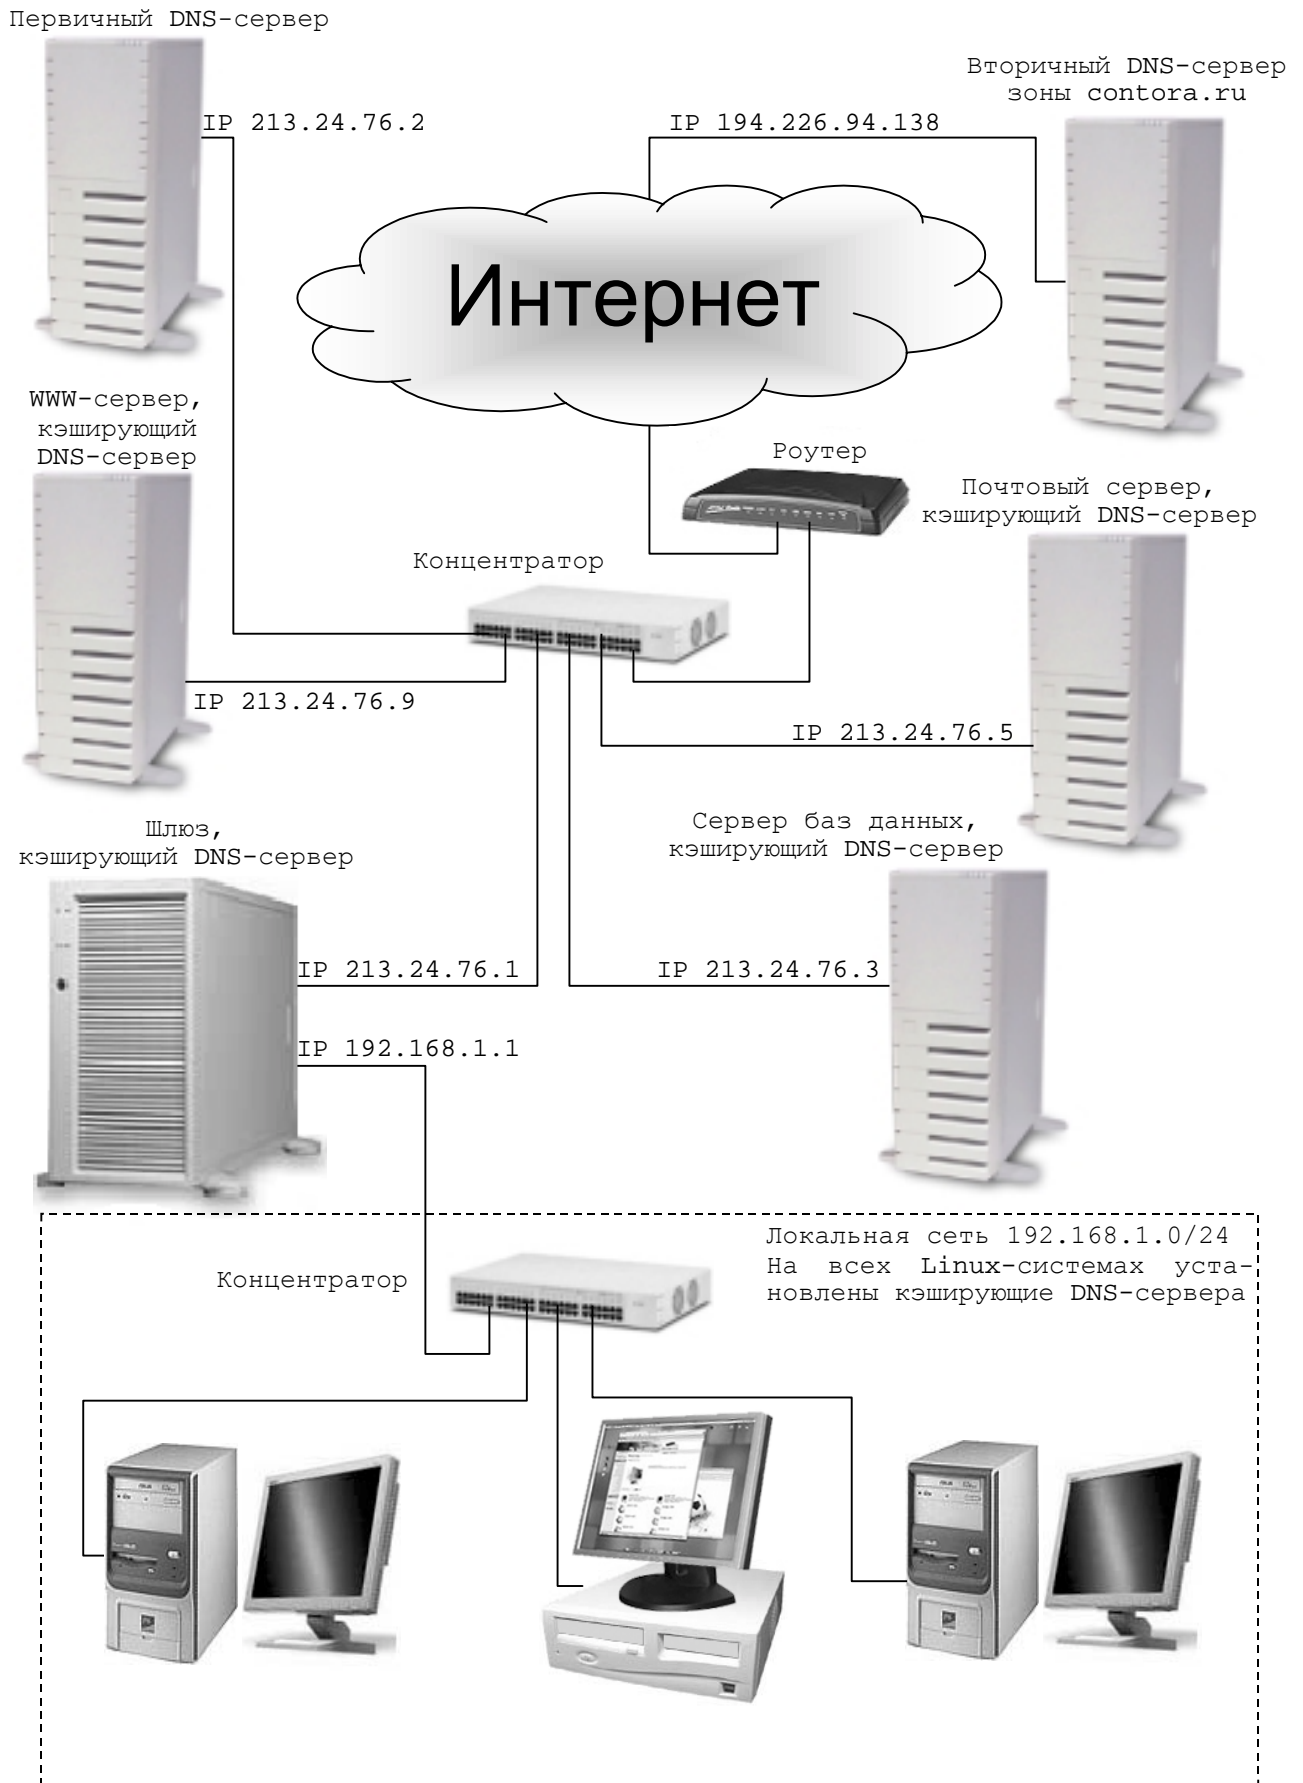 Первичный DNS-сервер
Вторичный DNS-сервер
зоны contora.ru
IP 213.24.76.2
IP 194.226.94.138
Интернет
WWW-сервер,
кэширующий
DNS-сервер
Роутер
Почтовый сервер,
кэширующий DNS-сервер
Концентратор
IP 213.24.76.9
IP 213.24.76.5
Шлюз,
кэширующий DNS-сервер
Сервер баз данных,
кэширующий DNS-сервер
IP 213.24.76.1
IP 213.24.76.3
IP 192.168.1.1
Локальная сеть 192.168.1.0/24
На всех Linux-системах уста-
новлены кэширующие DNS-сервера
Концентратор